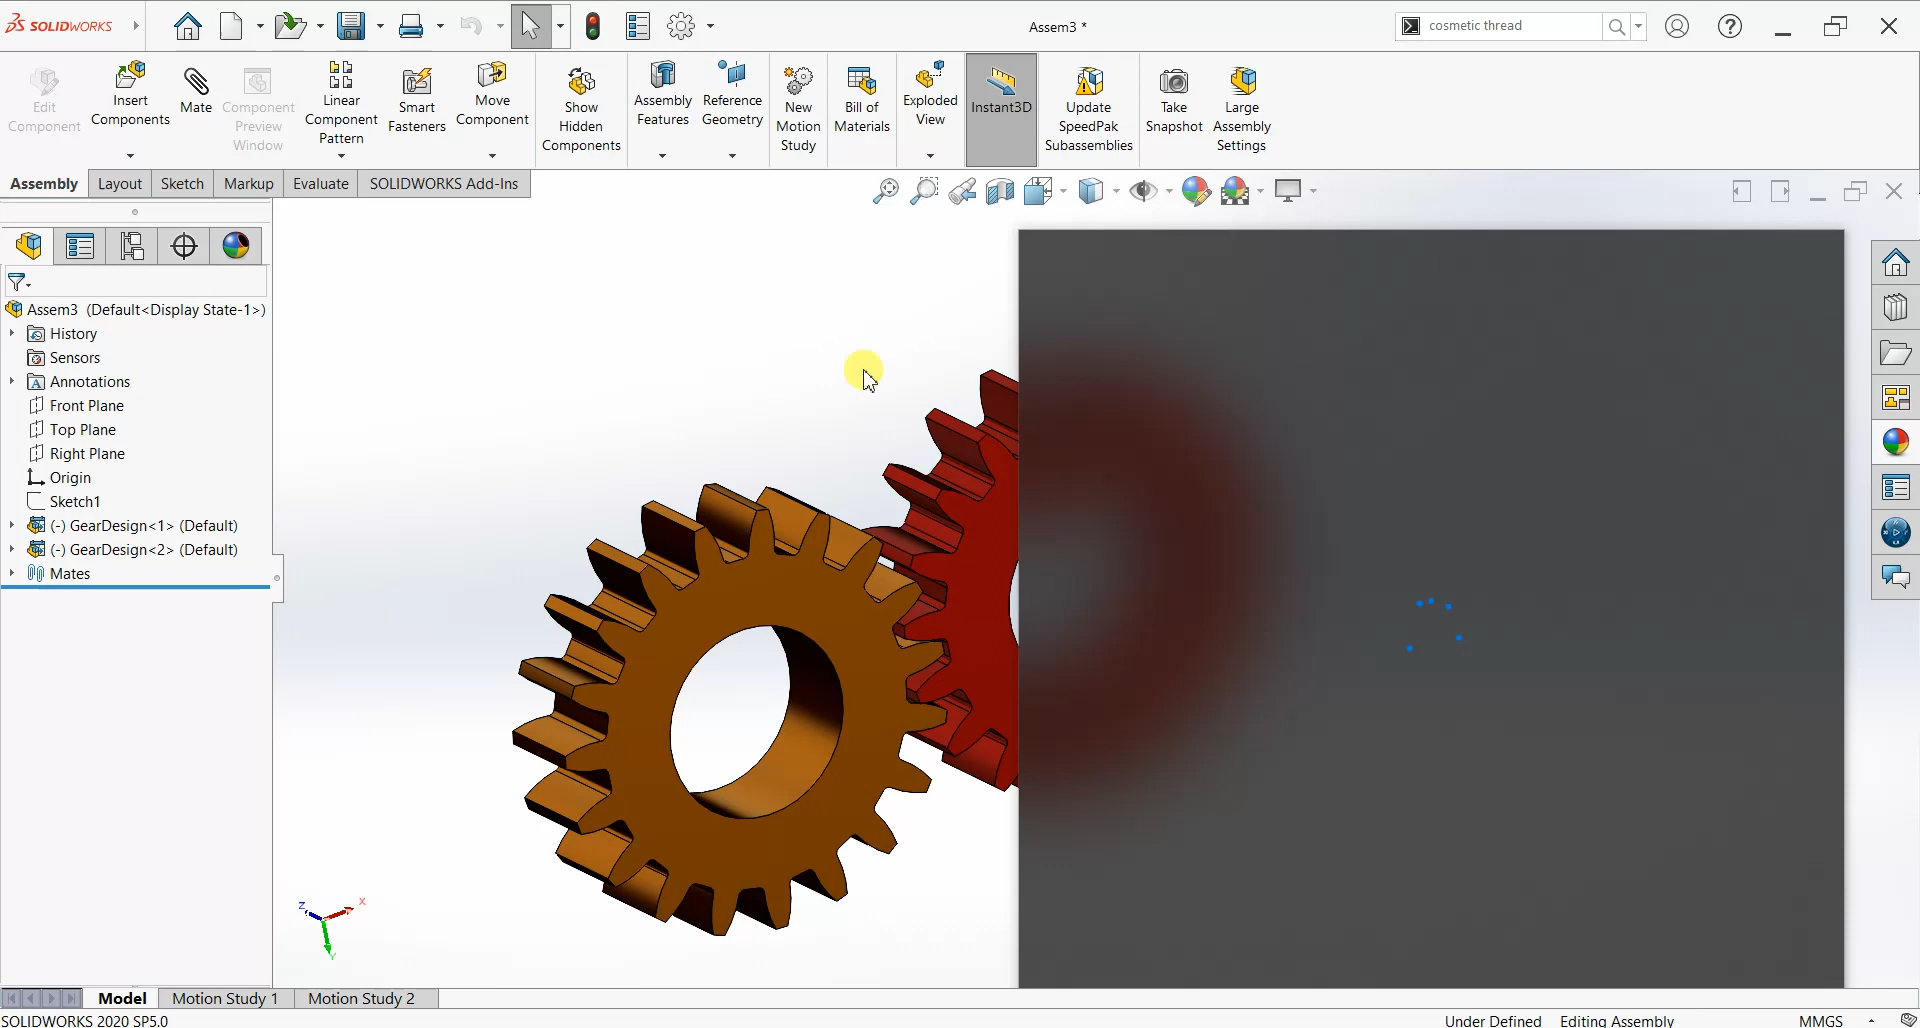 SOLIDWORKS
Assem3 *
cosmetic thread
Edit Component
Insert Components
Mate
Component Preview Window
Linear Component Pattern
Smart Fasteners
Move Component
Show Hidden Components
Assembly Features
Reference Geometry
New Motion Study
Bill of Materials
Exploded View
Instant3D
Update SpeedPak Subassemblies
Take Snapshot
Large Assembly Settings
Assembly
Layout
Sketch
Markup
Evaluate
SOLIDWORKS Add-Ins
Assem3 (Default<Display State-1>)
History
Sensors
Annotations
Front Plane
Top Plane
Right Plane
Origin
Sketch1
(-) GearDesign<1> (Default)
(-) GearDesign<2> (Default)
Mates
Z
X
Y
Model
Motion Study 1
Motion Study 2
SOLIDWORKS 2020 SP5.0
Under Defined
Editing Assembly
MMGS